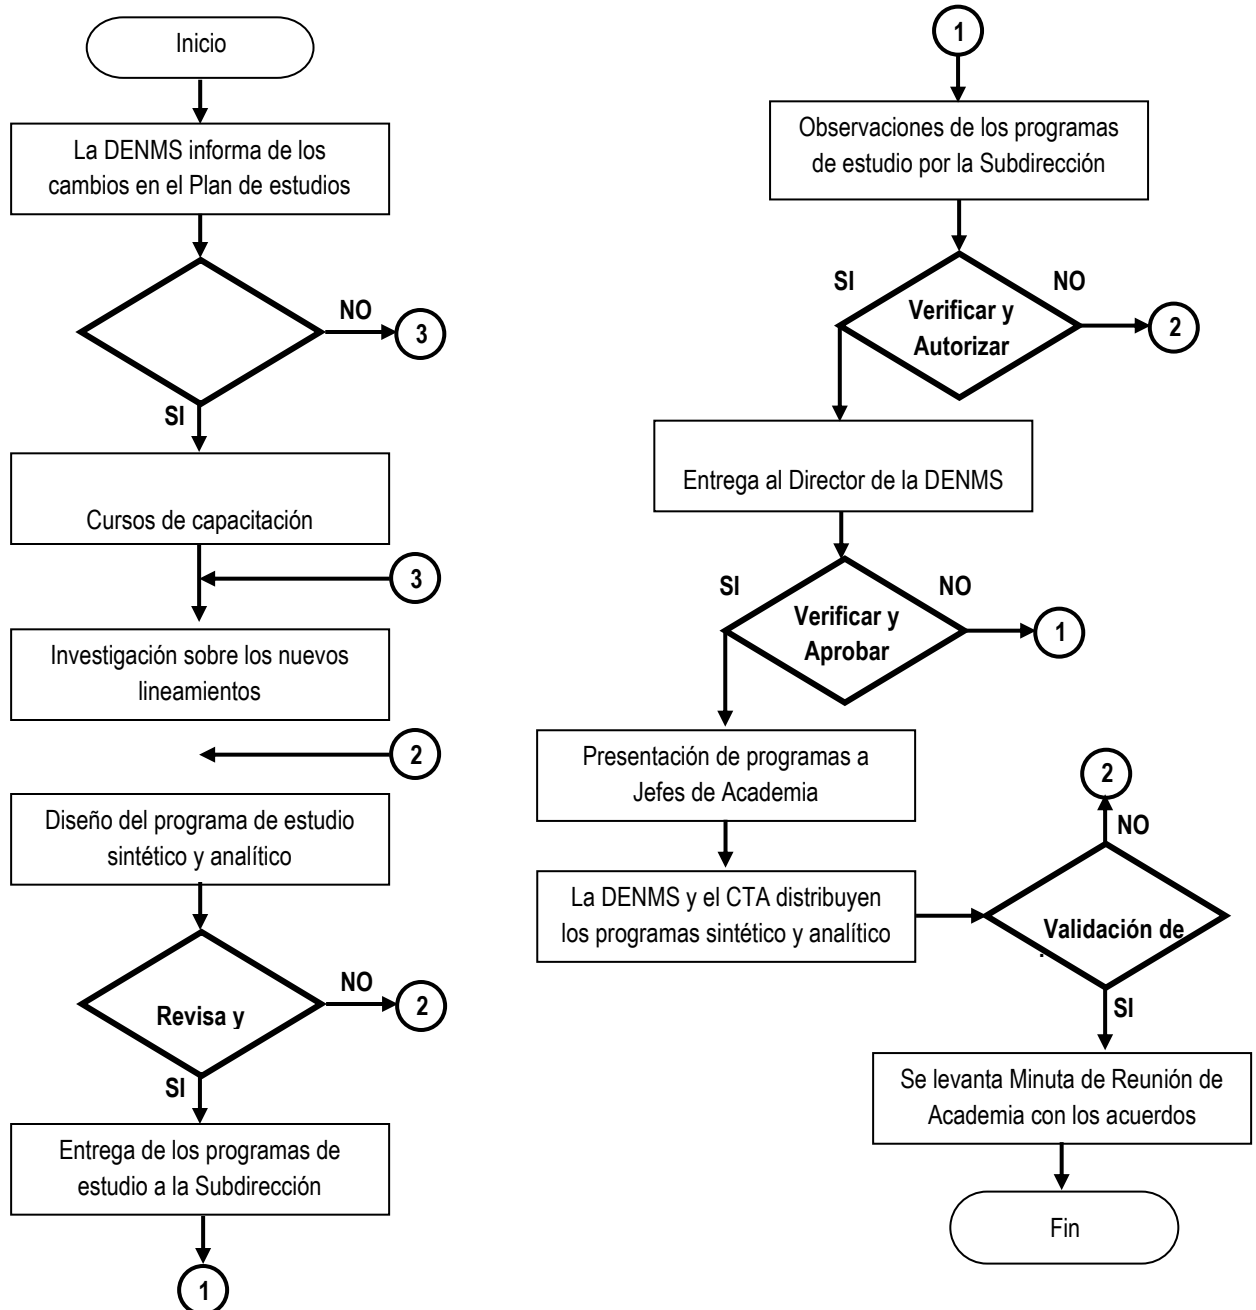 Inicio
La DENMS informa de los
cambios en el Plan de estudios
NO
3
SI
Cursos de capacitación
3
Investigación sobre los nuevos
lineamientos
2
Diseño del programa de estudio
sintético y analítico
NO
Revisa y
2
SI
Entrega de los programas de
estudio a la Subdirección
1
1
Observaciones de los programas
de estudio por la Subdirección
SI
NO
Verificar y
Autorizar
2
Entrega al Director de la DENMS
SI
NO
Verificar y
Aprobar
1
Presentación de programas a
Jefes de Academia
2
NO
La DENMS y el CTA distribuyen
los programas sintético y analítico
Validación de
SI
Se levanta Minuta de Reunión de
Academia con los acuerdos
Fin